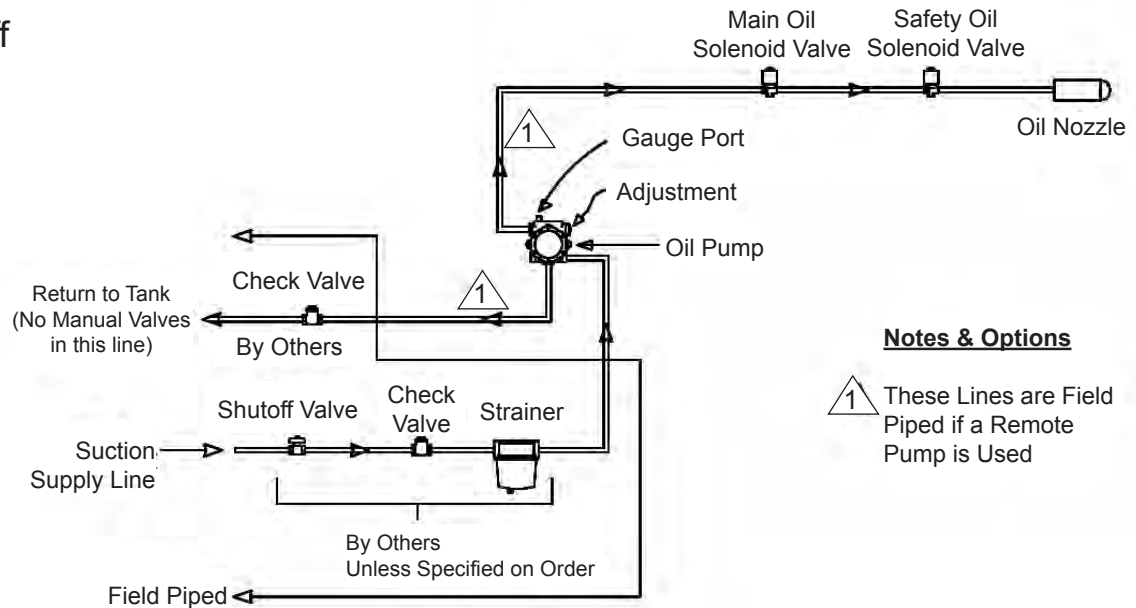 Main Oil
Solenoid Valve
Safety Oil
Solenoid Valve
Oil Nozzle
1
Gauge Port
Adjustment
Oil Pump
Check Valve
1
Return to Tank
(No Manual Valves
in this line)
By Others
Notes & Options
1
These Lines are Field
Piped if a Remote
Pump is Used
Shutoff Valve
Check
Valve
Strainer
Suction
Supply Line
By Others
Unless Specified on Order
Field Piped